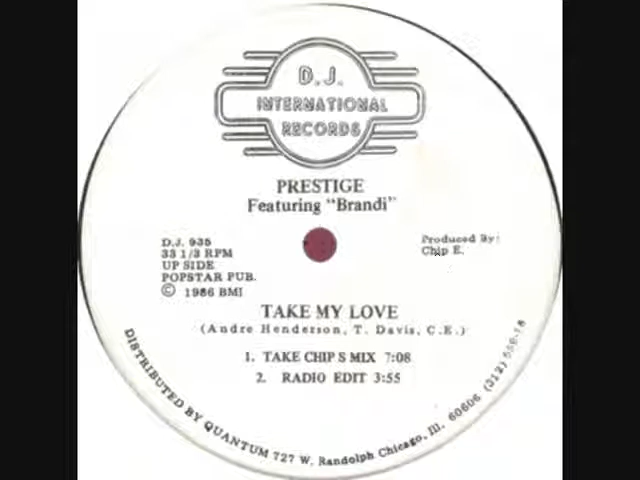 D.J.
INTERNATIONAL
RECORDS
PRESTIGE
Featuring "Brandi"
D.J. 935
33 1/3 RPM
UP SIDE
POPSTAR PUB.
© 1986 BMI
Produced By:
Chip E.
TAKE MY LOVE
(Andre Henderson, T. Davis, C.E.)
1. TAKE CHIP S MIX 7:08
2. RADIO EDIT 3:55
DISTRIBUTED BY QUANTUM 727 W. Randolph Chicago, Ill. 60606 (312)